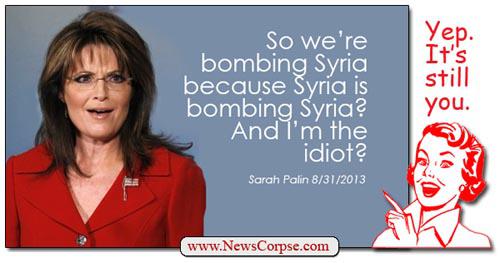 So we're
bombing Syria
because Syria is
bombing Syria?
And I'm the
idiot?
Sarah Palin 8/31/2013
Yep.
It's
still
you.
www.NewsCorpse.com